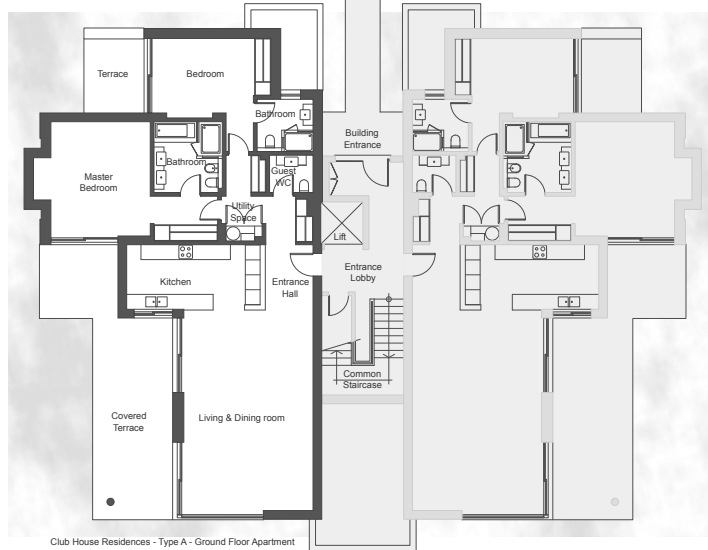 Terrace
Bedroom
Bathroom
Building
Entrance
Bathroom
Guest
WC
Master
Bedroom
Utility
Space
Lift
Entrance
Lobby
Kitchen
Entrance
Hall
Common
Staircase
Covered
Terrace
Living & Dining room
Club House Residences - Type A - Ground Floor Apartment